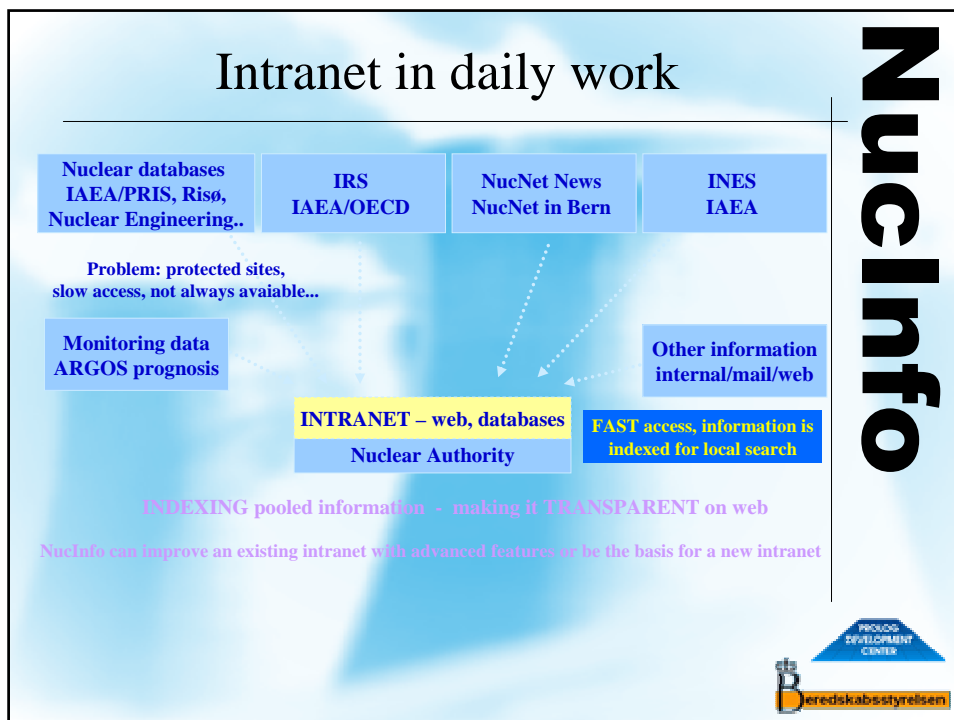 Intranet in daily work
NucInfo
Nuclear databases
IAEA/PRIS, Risø,
Nuclear Engineering..
IRS
IAEA/OECD
NucNet News
NucNet in Bern
INES
IAEA
Problem: protected sites,
slow access, not always avaiable...
Monitoring data
ARGOS prognosis
Other information
internal/mail/web
INTRANET – web, databases
Nuclear Authority
FAST access, information is
indexed for local search
INDEXING pooled information - making it TRANSPARENT on web
NucInfo can improve an existing intranet with advanced features or be the basis for a new intranet
PROLOG
DEVELOPMENT
CENTER
Beredskabsstyrelsen